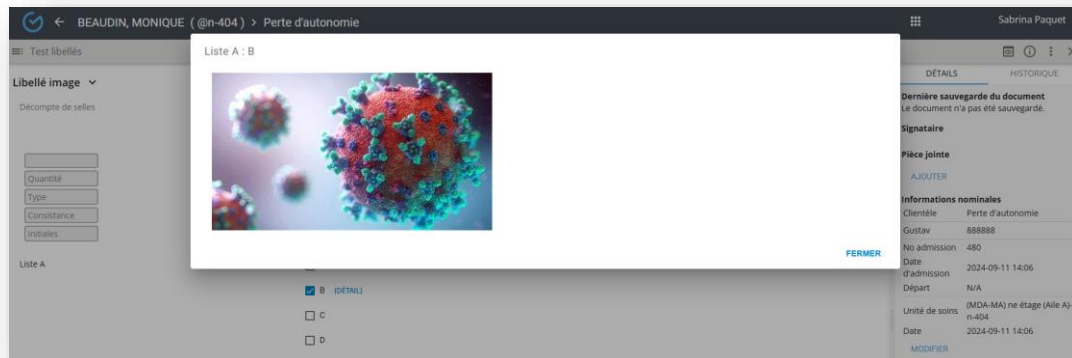 BEAUDIN, MONIQUE ( @n-404 ) > Perte d'autonomie
Sabrina Paquet
Test libellés
Liste A : B
Libellé image
Décompte de selles
Quantité
Type
Consistance
Initiales
Liste A
FERMER
B (DÉTAIL)
C
D
DÉTAILS
HISTORIQUE
Dernière sauvegarde du document
Le document n'a pas été sauvegardé.
Signataire
Pièce jointe
AJOUTER
Informations nominales
Clientèle Perte d'autonomie
Gustav 888888
No admission 480
Date
d'admission 2024-09-11 14:06
Départ N/A
Unité de soins (MDA-MA) ne étage (Aile A)-
n-404
Date 2024-09-11 14:06
MODIFIER